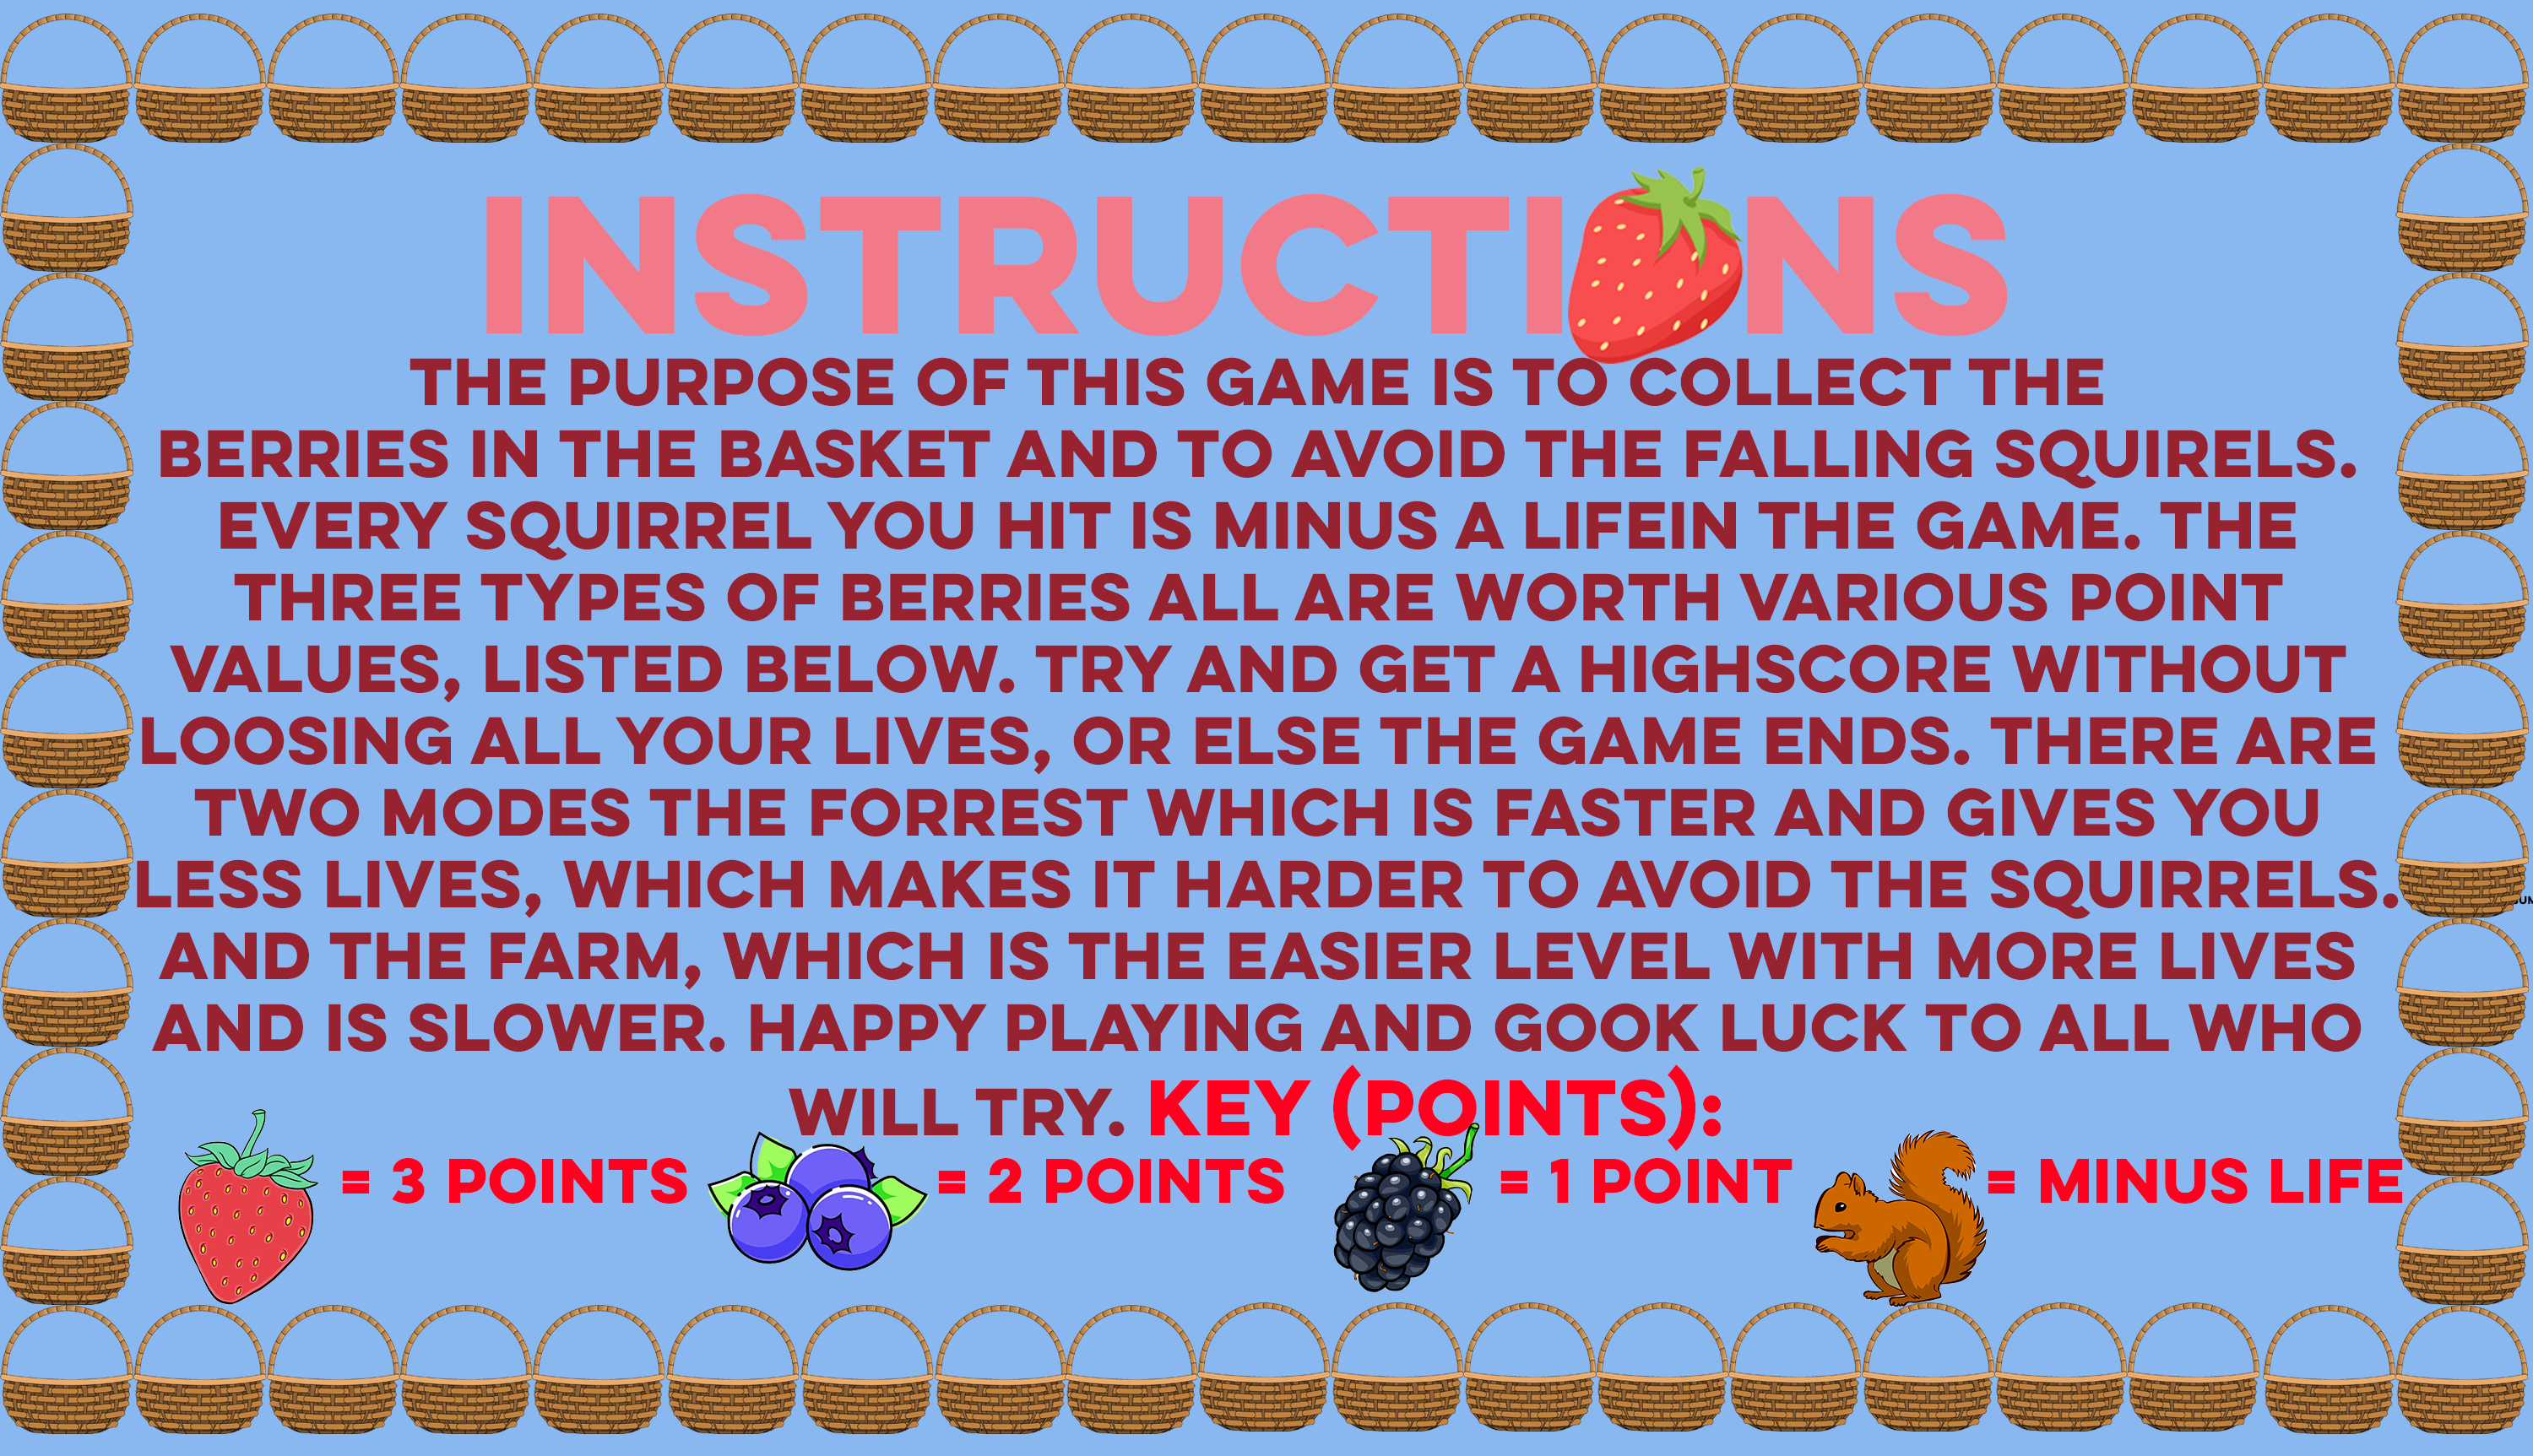 INSTRUCTIONS
THE PURPOSE OF THIS GAME IS TO COLLECT THE
BERRIES IN THE BASKET AND TO AVOID THE FALLING SQUIRELS.
EVERY SQUIRREL YOU HIT IS MINUS A LIFEIN THE GAME. THE
THREE TYPES OF BERRIES ALL ARE WORTH VARIOUS POINT
VALUES, LISTED BELOW. TRY AND GET A HIGHSCORE WITHOUT
LOOSING ALL YOUR LIVES, OR ELSE THE GAME ENDS. THERE ARE
TWO MODES THE FORREST WHICH IS FASTER AND GIVES YOU
LESS LIVES, WHICH MAKES IT HARDER TO AVOID THE SQUIRRELS.
AND THE FARM, WHICH IS THE EASIER LEVEL WITH MORE LIVES
AND IS SLOWER. HAPPY PLAYING AND GOOK LUCK TO ALL WHO
WILL TRY. KEY (POINTS):
= 3 POINTS = 2 POINTS = 1 POINT = MINUS LIFE